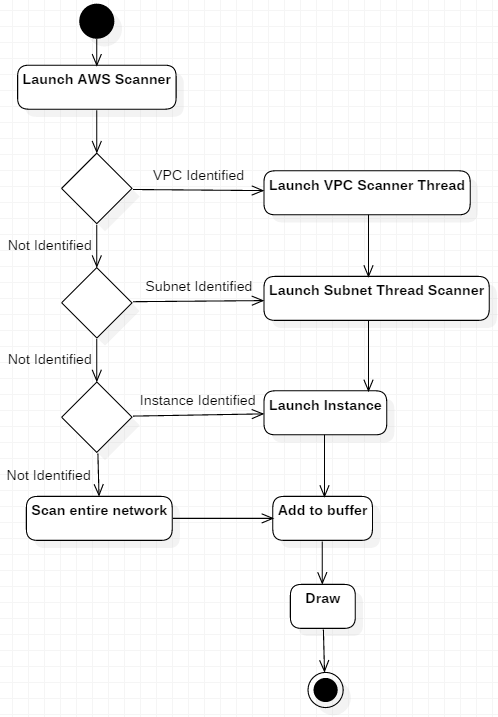 Launch AWS Scanner
VPC Identified
Launch VPC Scanner Thread
Not Identified
Subnet Identified
Launch Subnet Thread Scanner
Not Identified
Instance Identified
Launch Instance
Not Identified
Scan entire network
Add to buffer
Draw